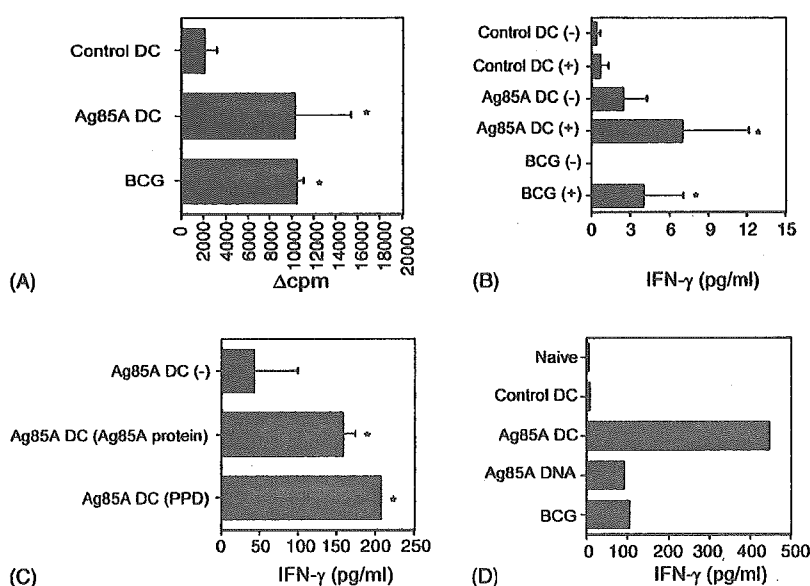 Control DC
Ag85A DC
BCG
0
2000
4000
6000
8000
10000
12000
14000
16000
18000
20000
Δcpm
(A)
Control DC (-)
Control DC (+)
Ag85A DC (-)
Ag85A DC (+)
BCG (-)
BCG (+)
0 3 6 9 12 15
IFN-γ (pg/ml)
(B)
Ag85A DC (-)
Ag85A DC (Ag85A protein)
Ag85A DC (PPD)
0 50 100 150 200 250
IFN-γ (pg/ml)
(C)
Naive
Control DC
Ag85A DC
Ag85A DNA
BCG
0 100 200 300 400 500
IFN-γ (pg/ml)
(D)
* 
* 
* 
* 
* 
*